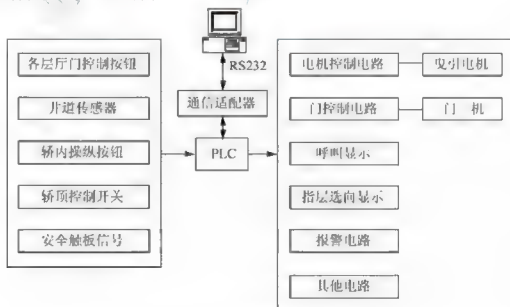 RS232
通信适配器
PLC
各层厅门控制按钮
井道传感器
轿内操纵按钮
轿顶控制开关
安全触板信号
电机控制电路
曳引电机
门控制电路
门 机
呼叫显示
指层选向显示
报警电路
其他电路